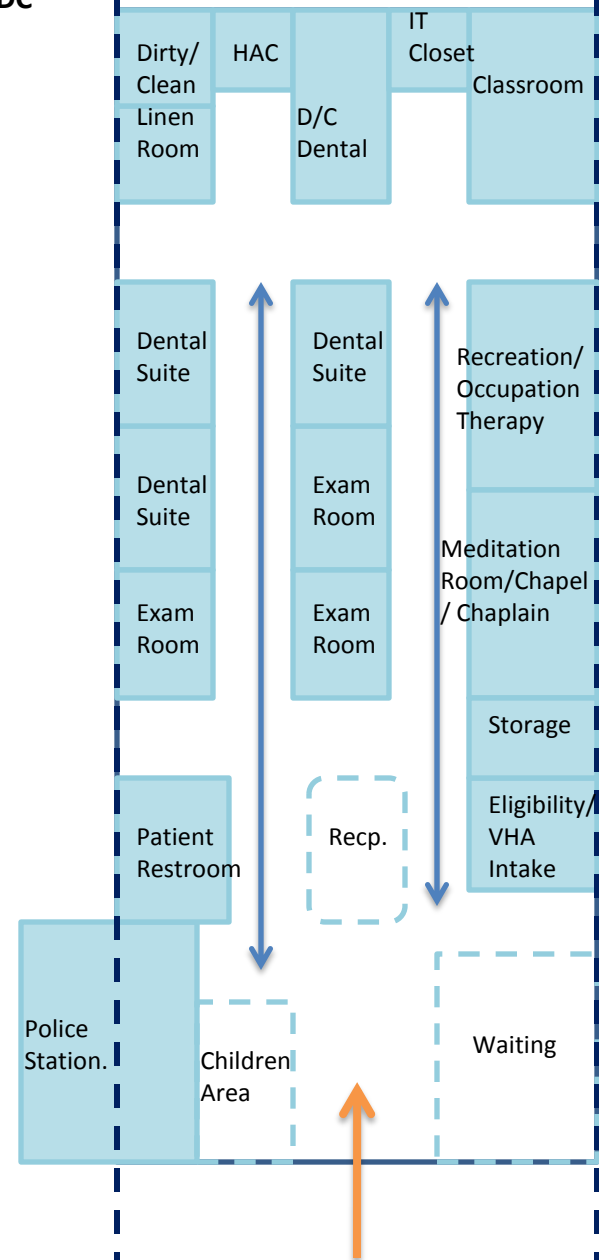 DC
Dirty/
Clean
Linen
Room
HAC
D/C
Dental
IT
Closet
Classroom
Dental
Suite
Dental
Suite
Recreation/
Occupation
Therapy
Dental
Suite
Exam
Room
Meditation
Room/Chapel
/ Chaplain
Exam
Room
Exam
Room
Storage
Patient
Restroom
Recp.
Eligibility/
VHA
Intake
Police
Station.
Children
Area
Waiting